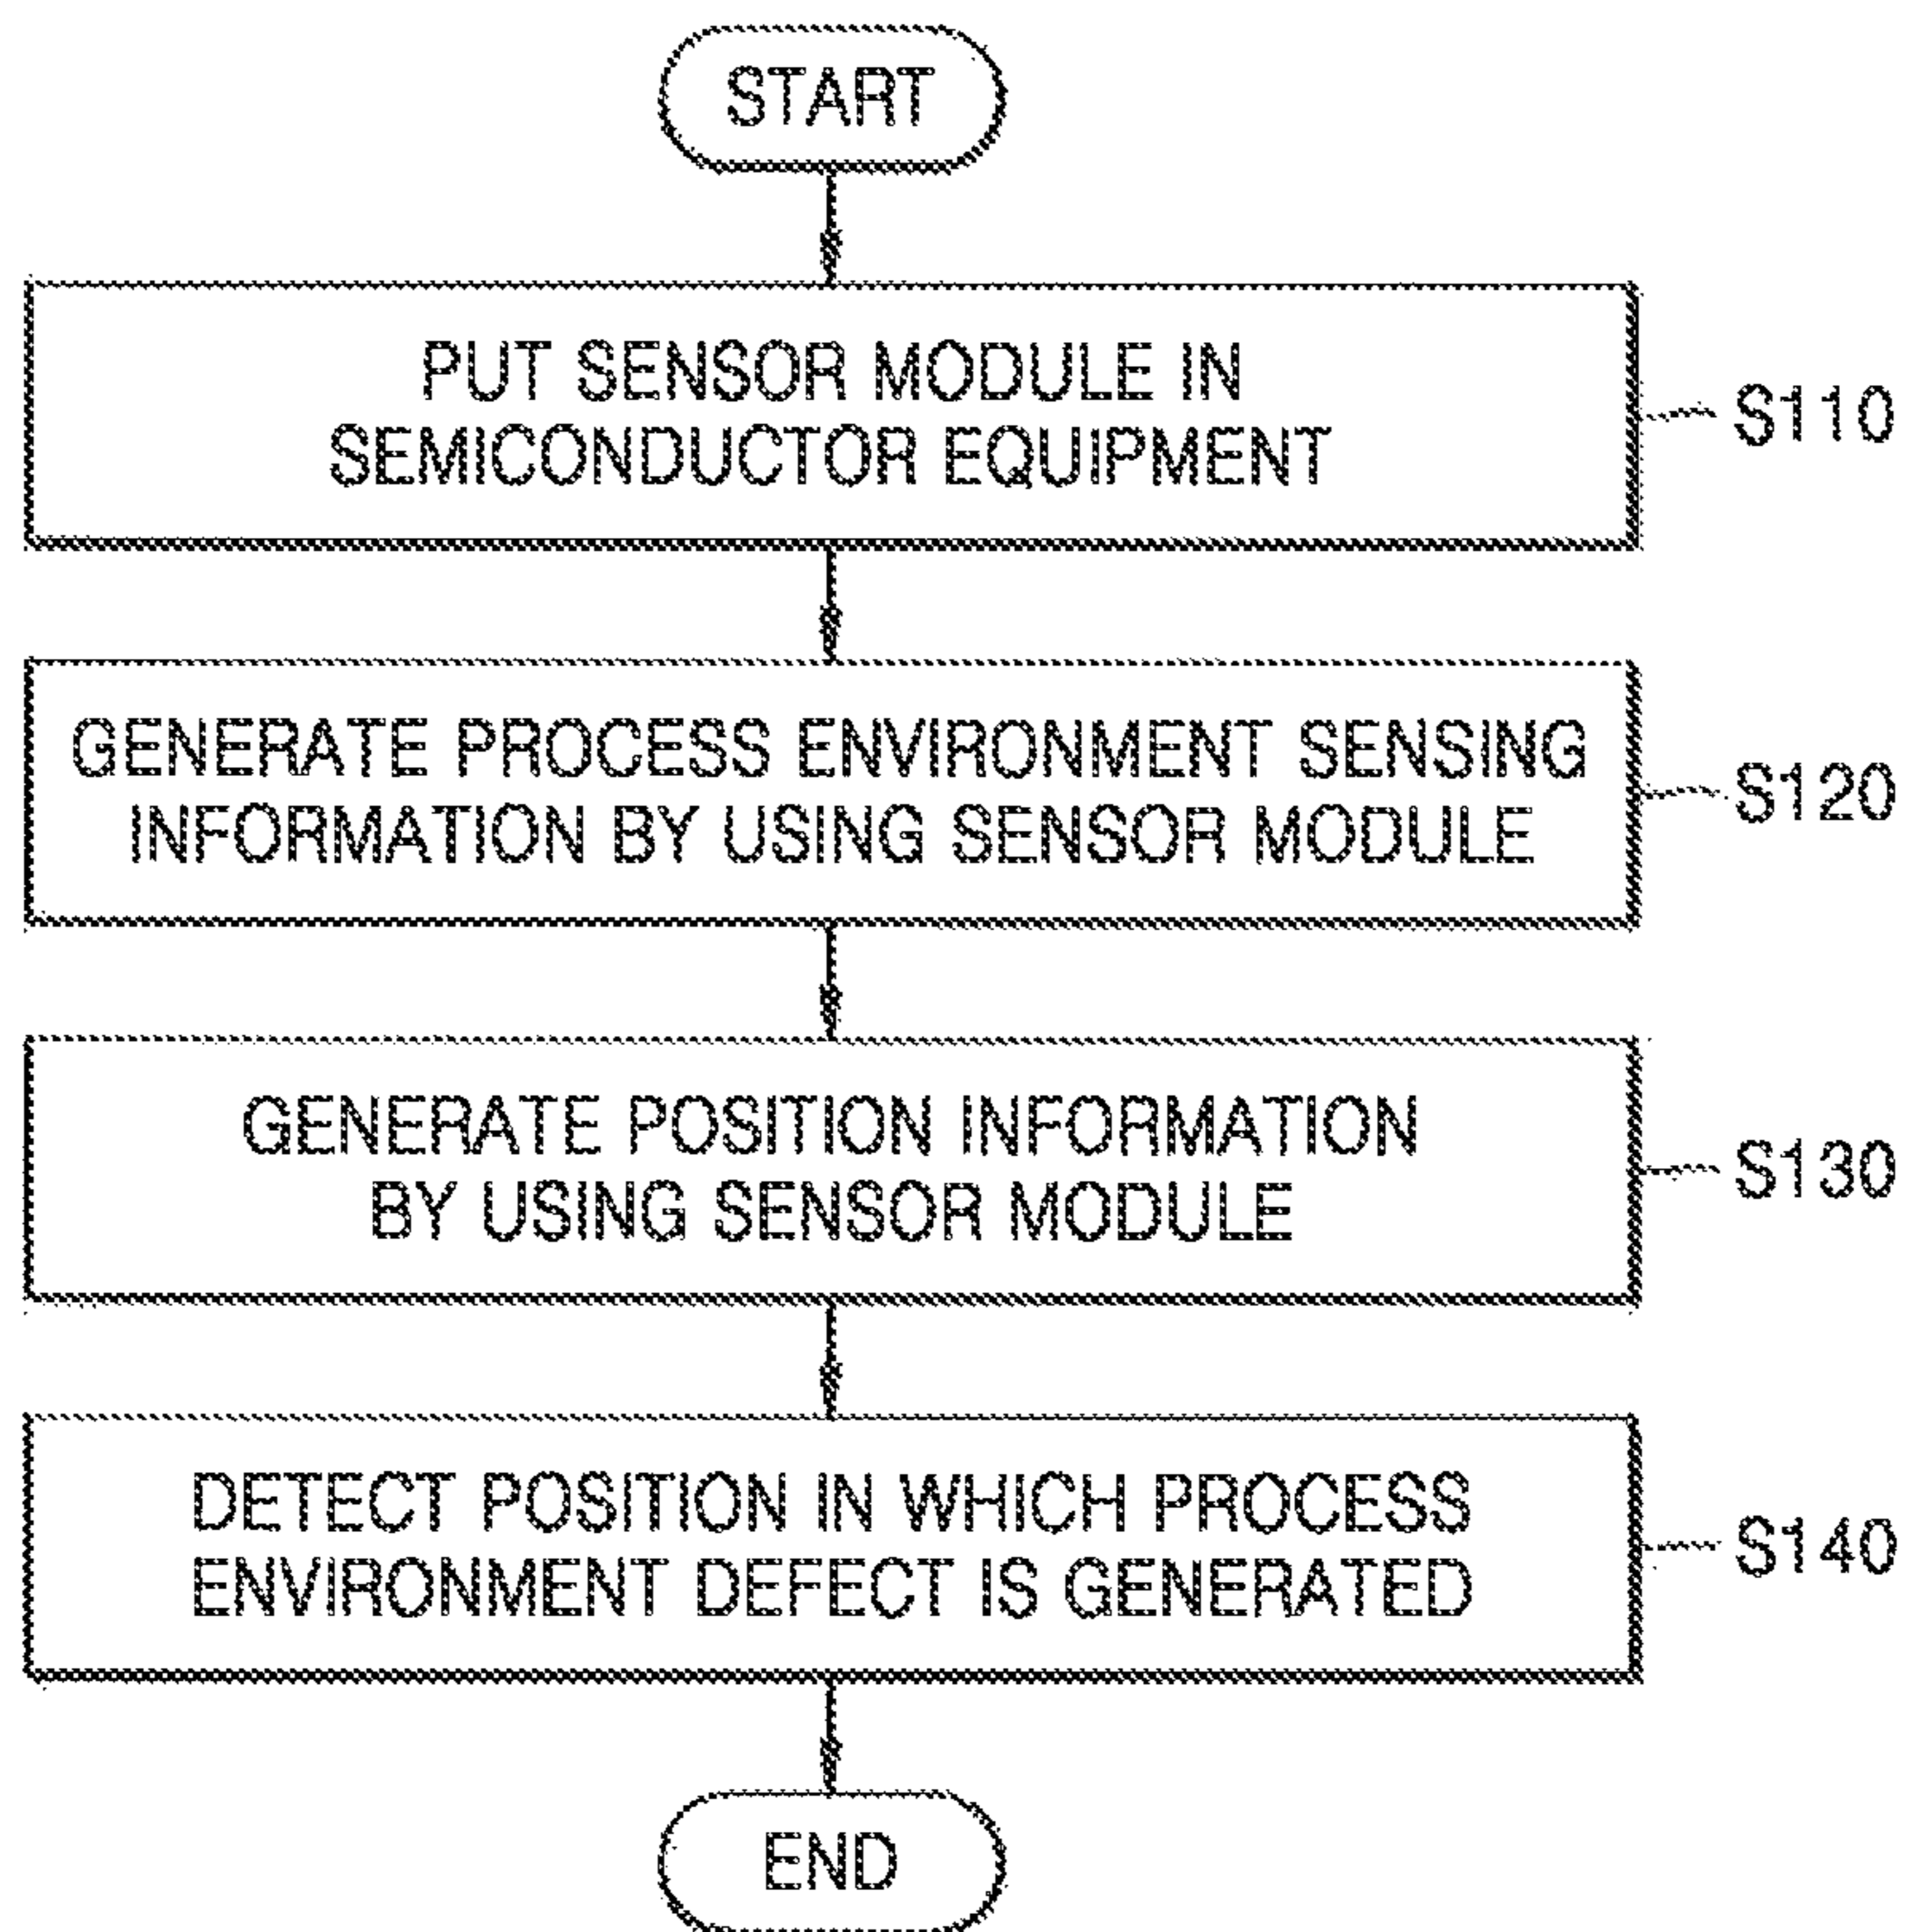 START
PUT SENSOR MODULE IN
SEMICONDUCTOR EQUIPMENT
S110
GENERATE PROCESS ENVIRONMENT SENSING
INFORMATION BY USING SENSOR MODULE
S120
GENERATE POSITION INFORMATION
BY USING SENSOR MODULE
S130
DETECT POSITION IN WHICH PROCESS
ENVIRONMENT DEFECT IS GENERATED
S140
END